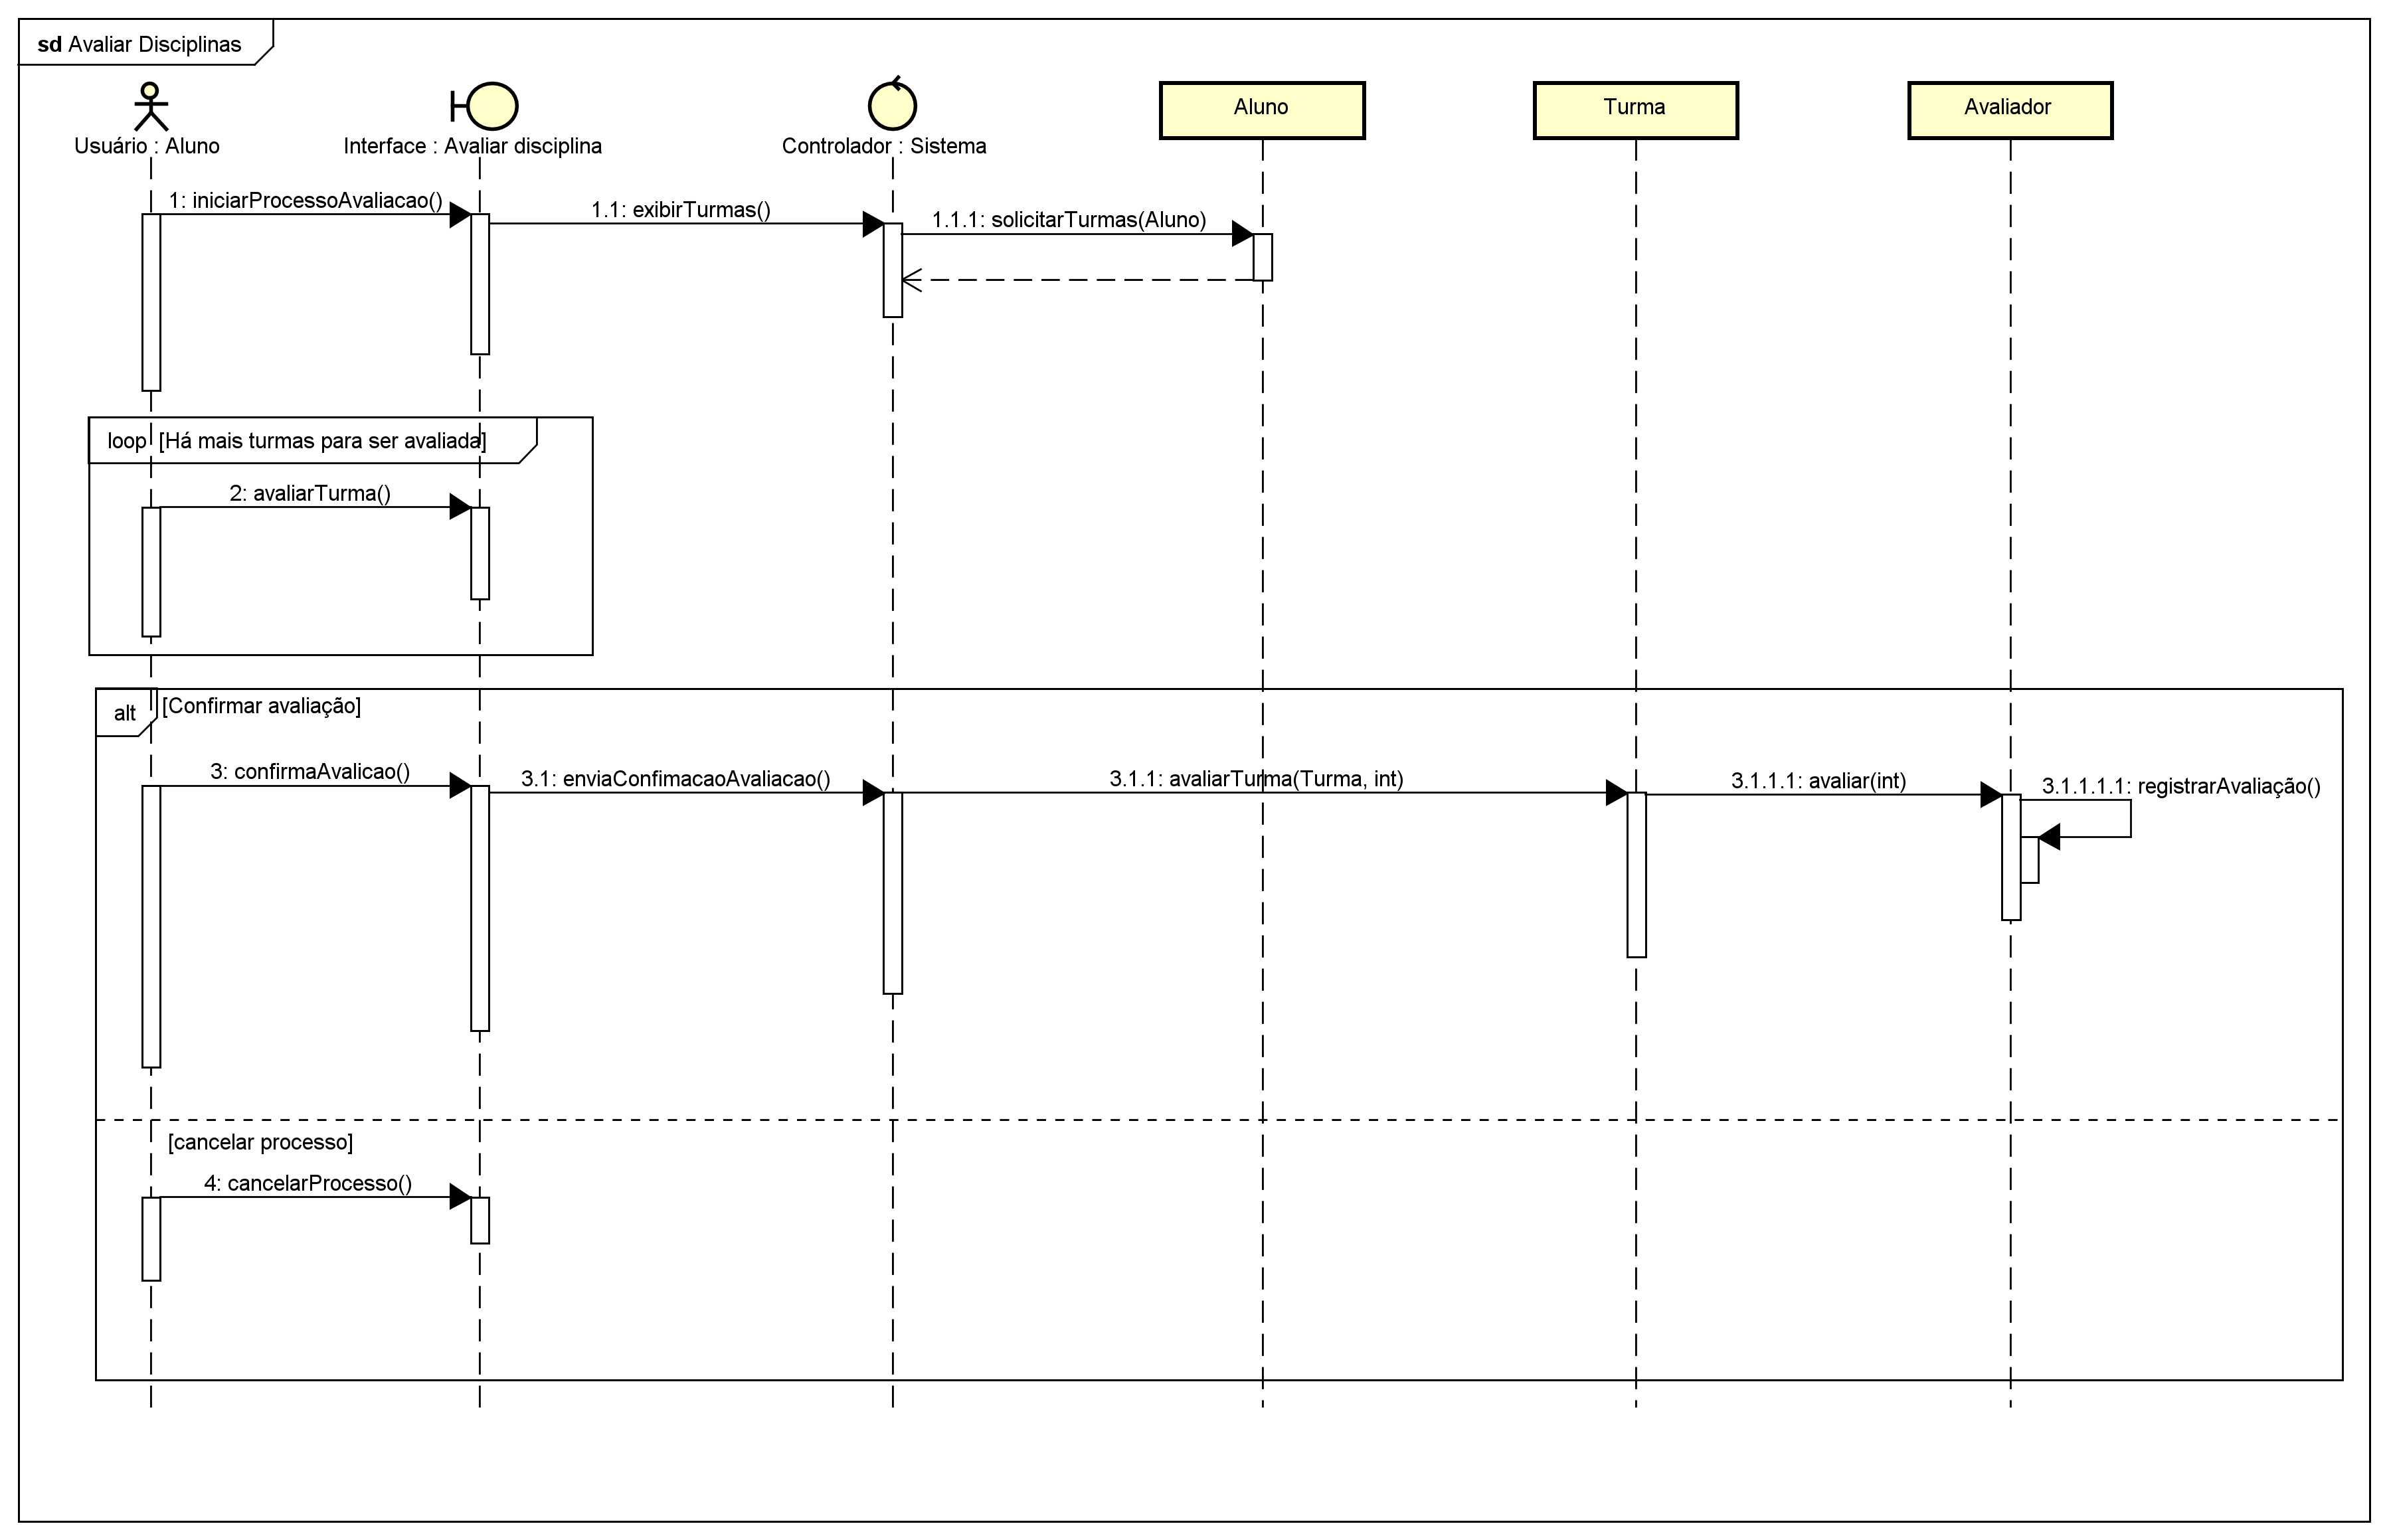 sd Avaliar Disciplinas
Usuário : Aluno
Interface : Avaliar disciplina
Controlador : Sistema
Aluno
Turma
Avaliador
1: iniciarProcessoAvaliacao()
1.1: exibirTurmas()
1.1.1: solicitarTurmas(Aluno)
loop [Há mais turmas para ser avaliada]
2: avaliarTurma()
alt
[Confirmar avaliação]
3: confirmaAvalicao()
3.1: enviaConfimacaoAvaliacao()
3.1.1: avaliarTurma(Turma, int)
3.1.1.1: avaliar(int)
3.1.1.1.1: registrarAvaliação()
[cancelar processo]
4: cancelarProcesso()